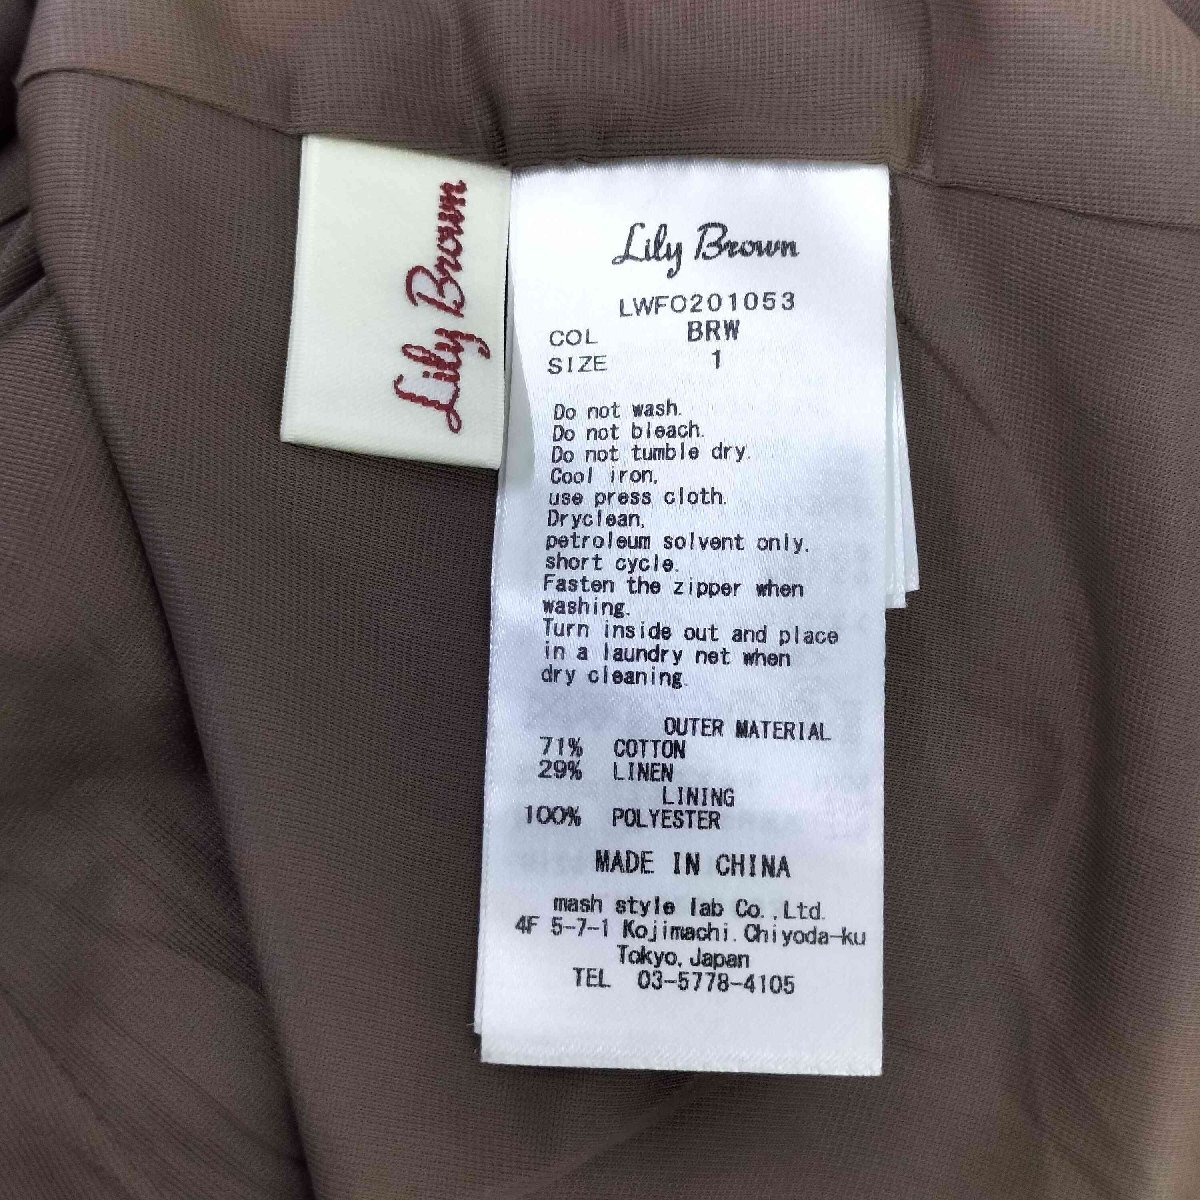 Lily Brown
Lily Brown
LWFO201053
COL BRW
SIZE 1
Do not wash.
Do not bleach.
Do not tumble dry.
Cool iron,
use press cloth.
Dryclean,
petroleum solvent only.
short cycle.
Fasten the zipper when
washing.
Turn inside out and place
in a laundry net when
dry cleaning.
OUTER MATERIAL
71% COTTON
29% LINEN
LINING
100% POLYESTER
MADE IN CHINA
mash style lab Co.,Ltd.
4F 5-7-1 Kojimachi.Chiyoda-ku
Tokyo,Japan
TEL 03-5778-4105